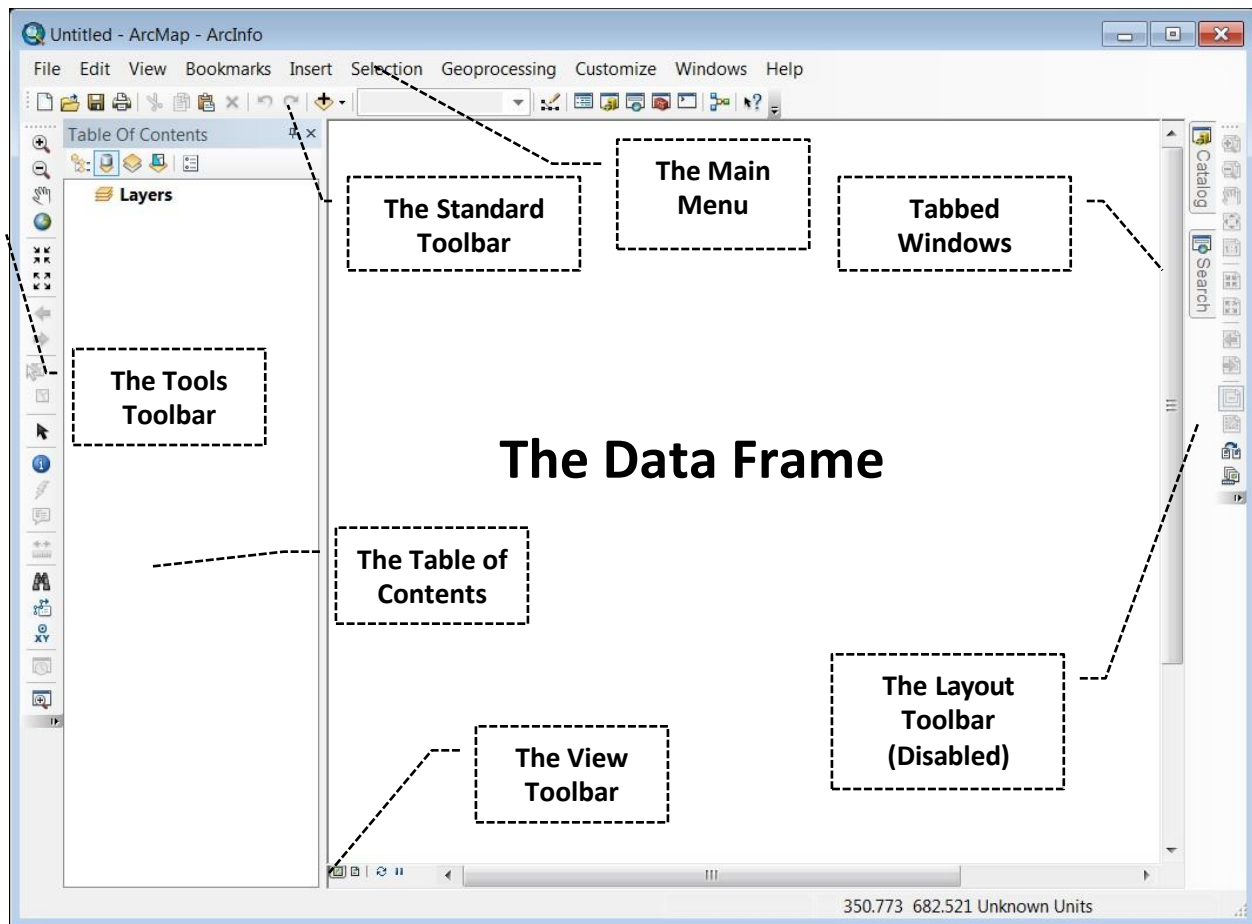 Untitled - ArcMap - ArcInfo
File Edit View Bookmarks Insert Selection Geoprocessing Customize Windows Help
Table Of Contents
Layers
The Standard
Toolbar
The Main
Menu
Tabbed
Windows
Catalog
Search
The Tools
Toolbar
The Data Frame
The Table of
Contents
XY
The Layout
Toolbar
(Disabled)
The View
Toolbar
350.773 682.521 Unknown Units